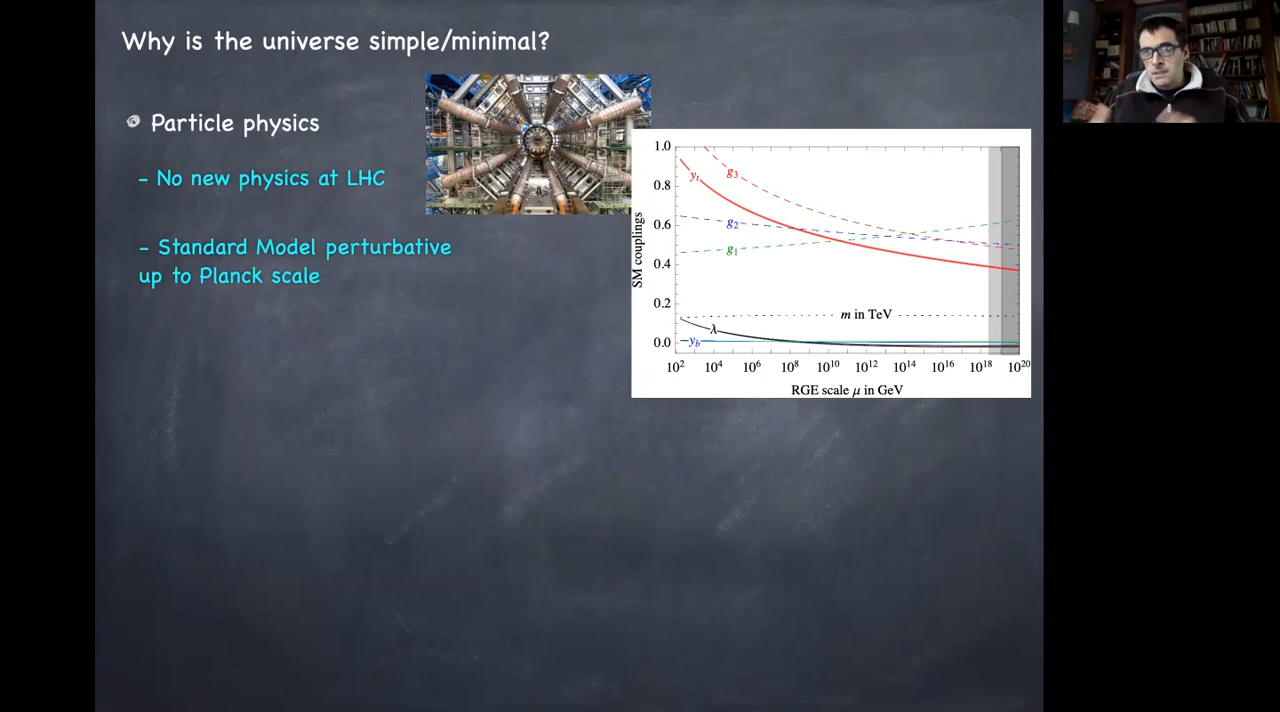 Why is the universe simple/minimal?
Particle physics
- No new physics at LHC
- Standard Model perturbative
up to Planck scale
1.0
0.8
0.6
0.4
0.2
0.0
SM couplings
y_t
g_3
g_2
g_1
m in TeV
λ
y_b
10^2 10^4 10^6 10^8 10^10 10^12 10^14 10^16 10^18 10^20
RGE scale μ in GeV